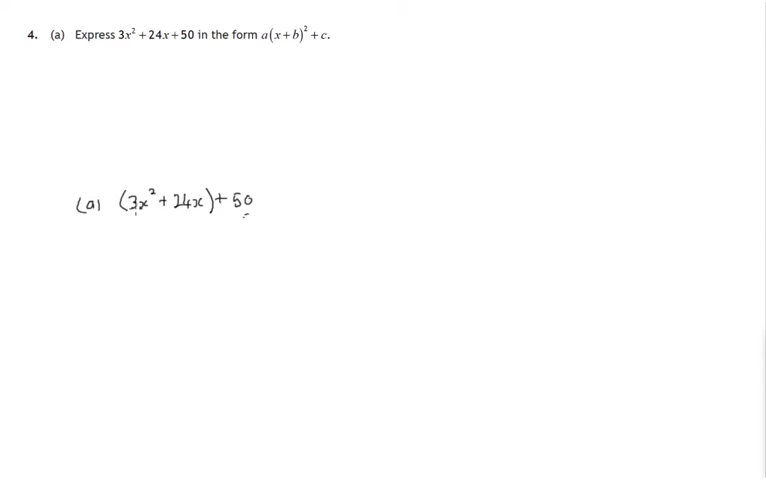 4. (a) Express 3x² + 24x + 50 in the form a(x+b)² + c.
(a) (3x² + 24x) + 50